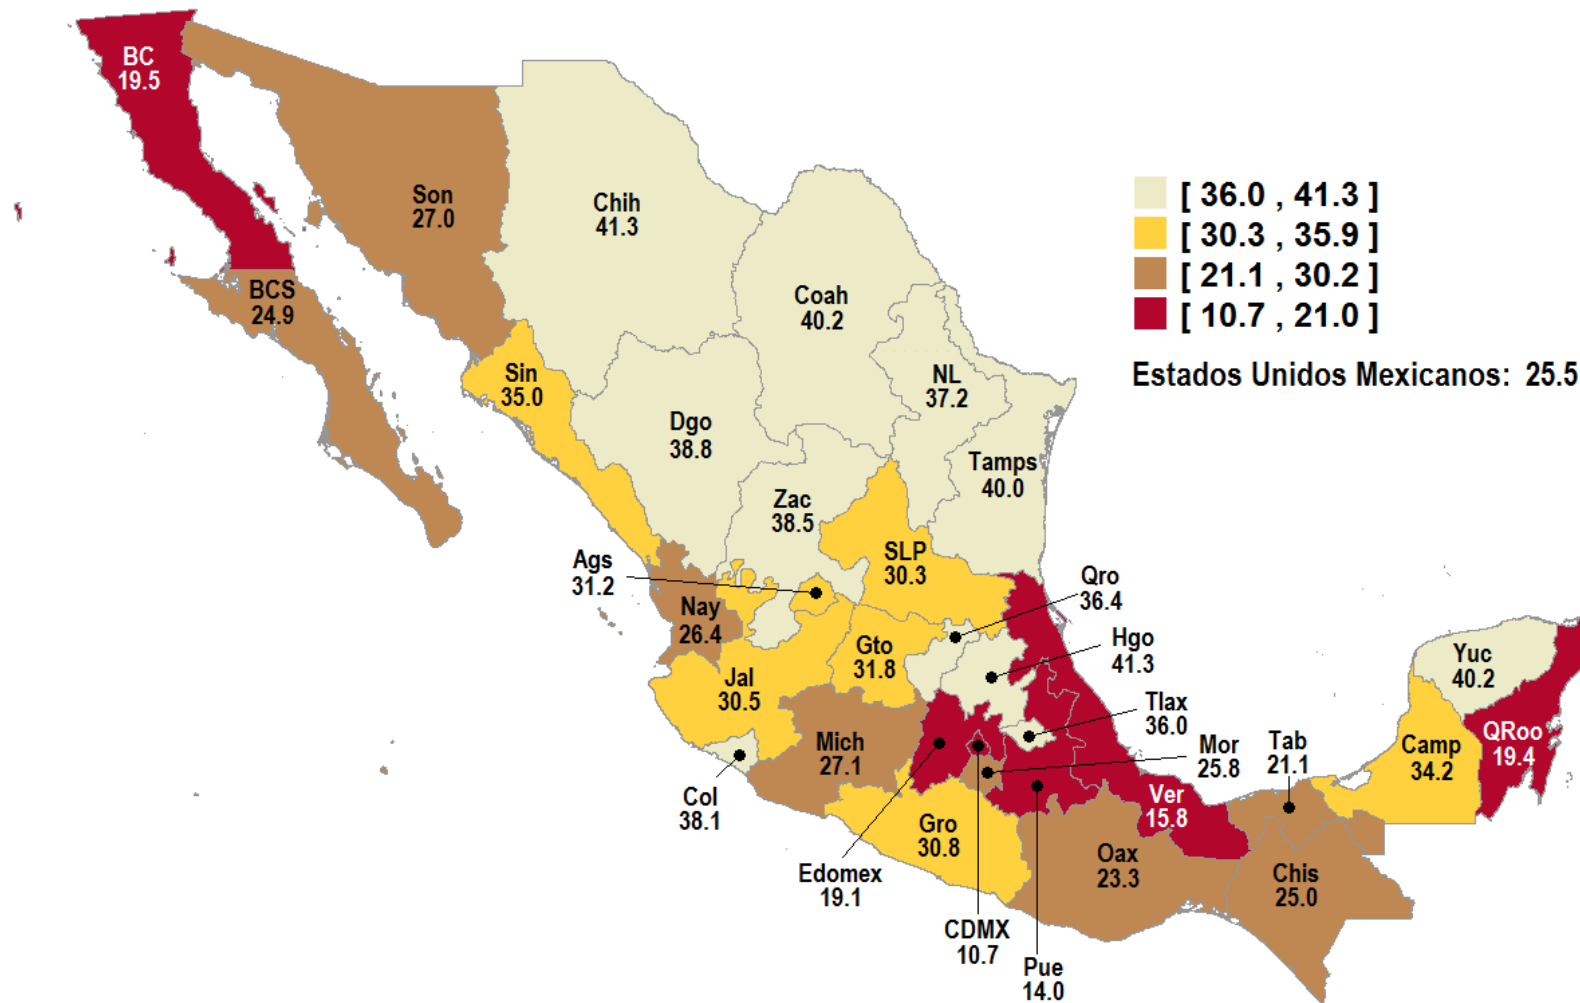 BC
19.5
Son
27.0
BCS
24.9
Chih
41.3
Coah
40.2
Sin
35.0
NL
37.2
Dgo
38.8
Tamps
40.0
Zac
38.5
SLP
30.3
Ags
31.2
Nay
26.4
Qro
36.4
Hgo
41.3
Gto
31.8
Jal
30.5
Tlax
36.0
Mich
27.1
Mor
25.8
Tab
21.1
Yuc
40.2
Camp
34.2
QRoo
19.4
Col
38.1
Ver
15.8
Gro
30.8
Edomex
19.1
Oax
23.3
Chis
25.0
CDMX
10.7
Pue
14.0
[ 36.0 , 41.3 ]
[ 30.3 , 35.9 ]
[ 21.1 , 30.2 ]
[ 10.7 , 21.0 ]
Estados Unidos Mexicanos: 25.5